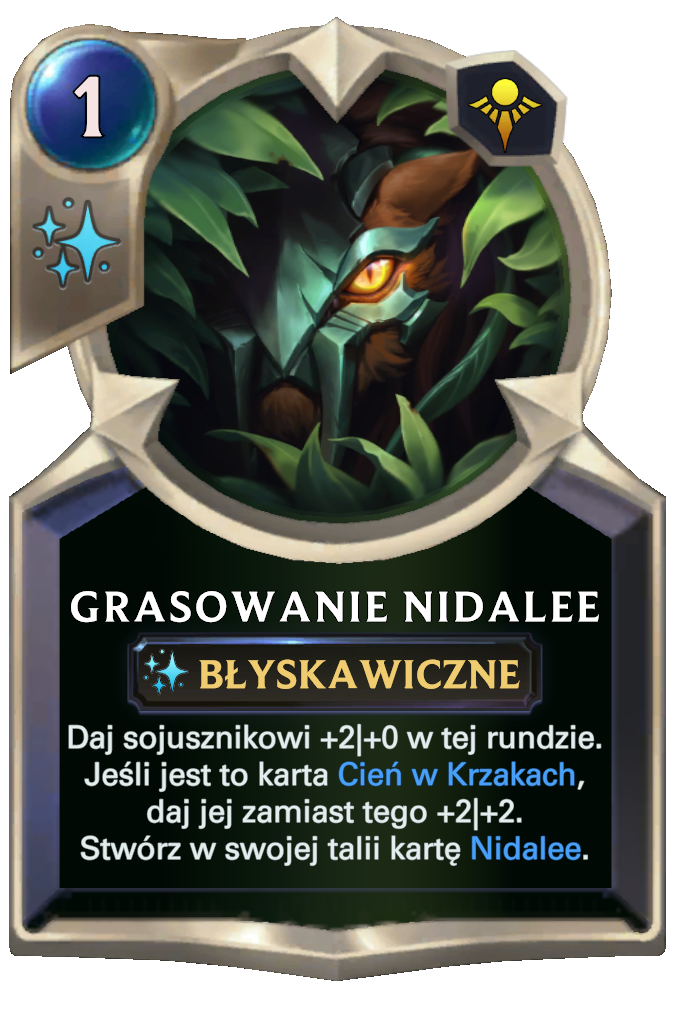 1
GRASOWANIE NIDALEE
BŁYSKAWICZNE
Daj sojusznikowi +2|+0 w tej rundzie.
Jeśli jest to karta Cień w Krzakach,
daj jej zamiast tego +2|+2.
Stwórz w swojej talii kartę Nidalee.